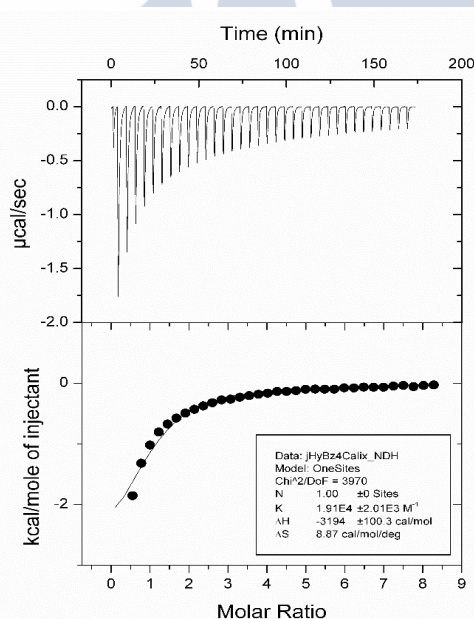 Time (min)
0 50 100 150 200
0.0
-0.5
-1.0
-1.5
-2.0
µcal/sec
0
-2
kcal/mole of injectant
Data: jHyBz4Calix_NDH
Model: OneSites
Chi^2/DoF = 3970
N 1.00 ±0 Sites
K 1.91E4 ±2.01E3 M⁻¹
ΔH -3194 ±100.3 cal/mol
ΔS 8.87 cal/mol/deg
0 1 2 3 4 5 6 7 8 9
Molar Ratio